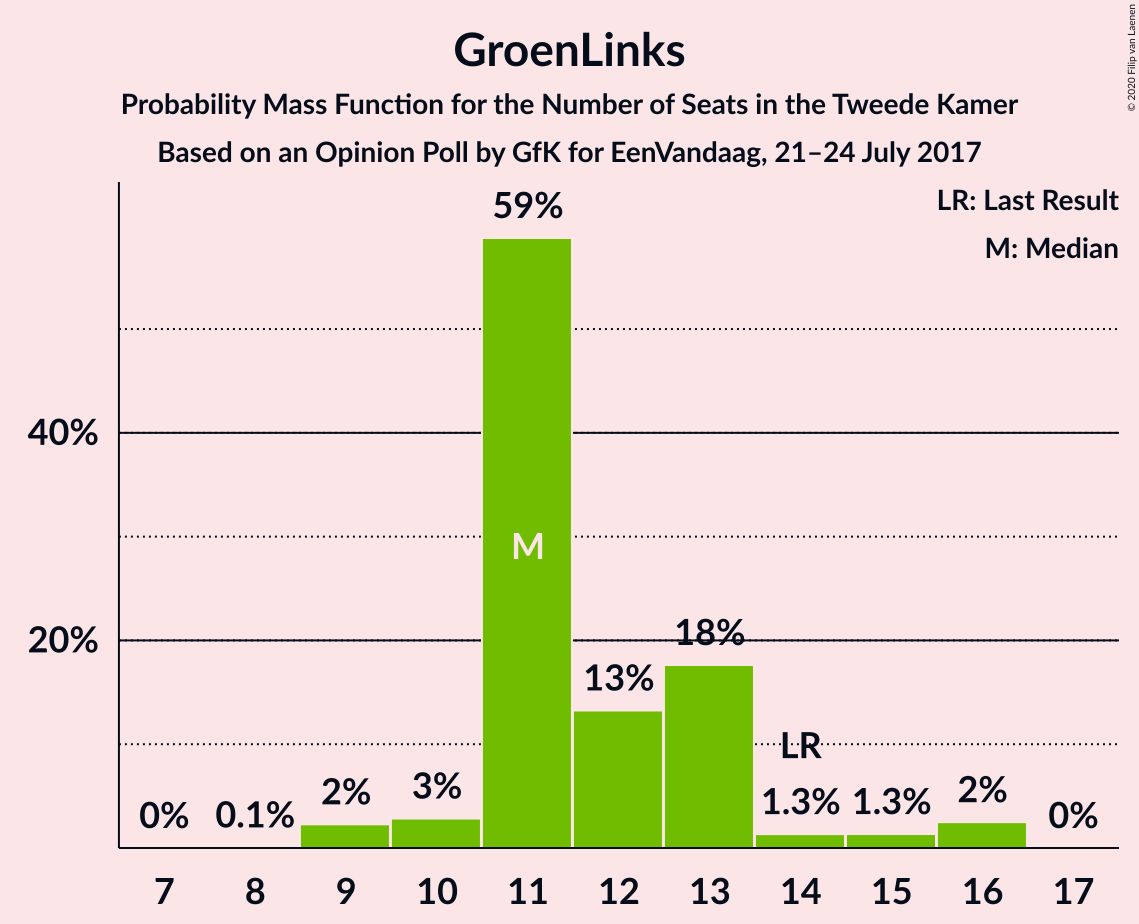 GroenLinks
Probability Mass Function for the Number of Seats in the Tweede Kamer
Based on an Opinion Poll by GfK for EenVandaag, 21–24 July 2017
© 2020 Filip van Laenen
LR: Last Result
M: Median
59%
40%
M
20%
18%
13%
LR
0%
0.1%
2%
3%
1.3%
1.3%
2%
0%
7 8 9 10 11 12 13 14 15 16 17